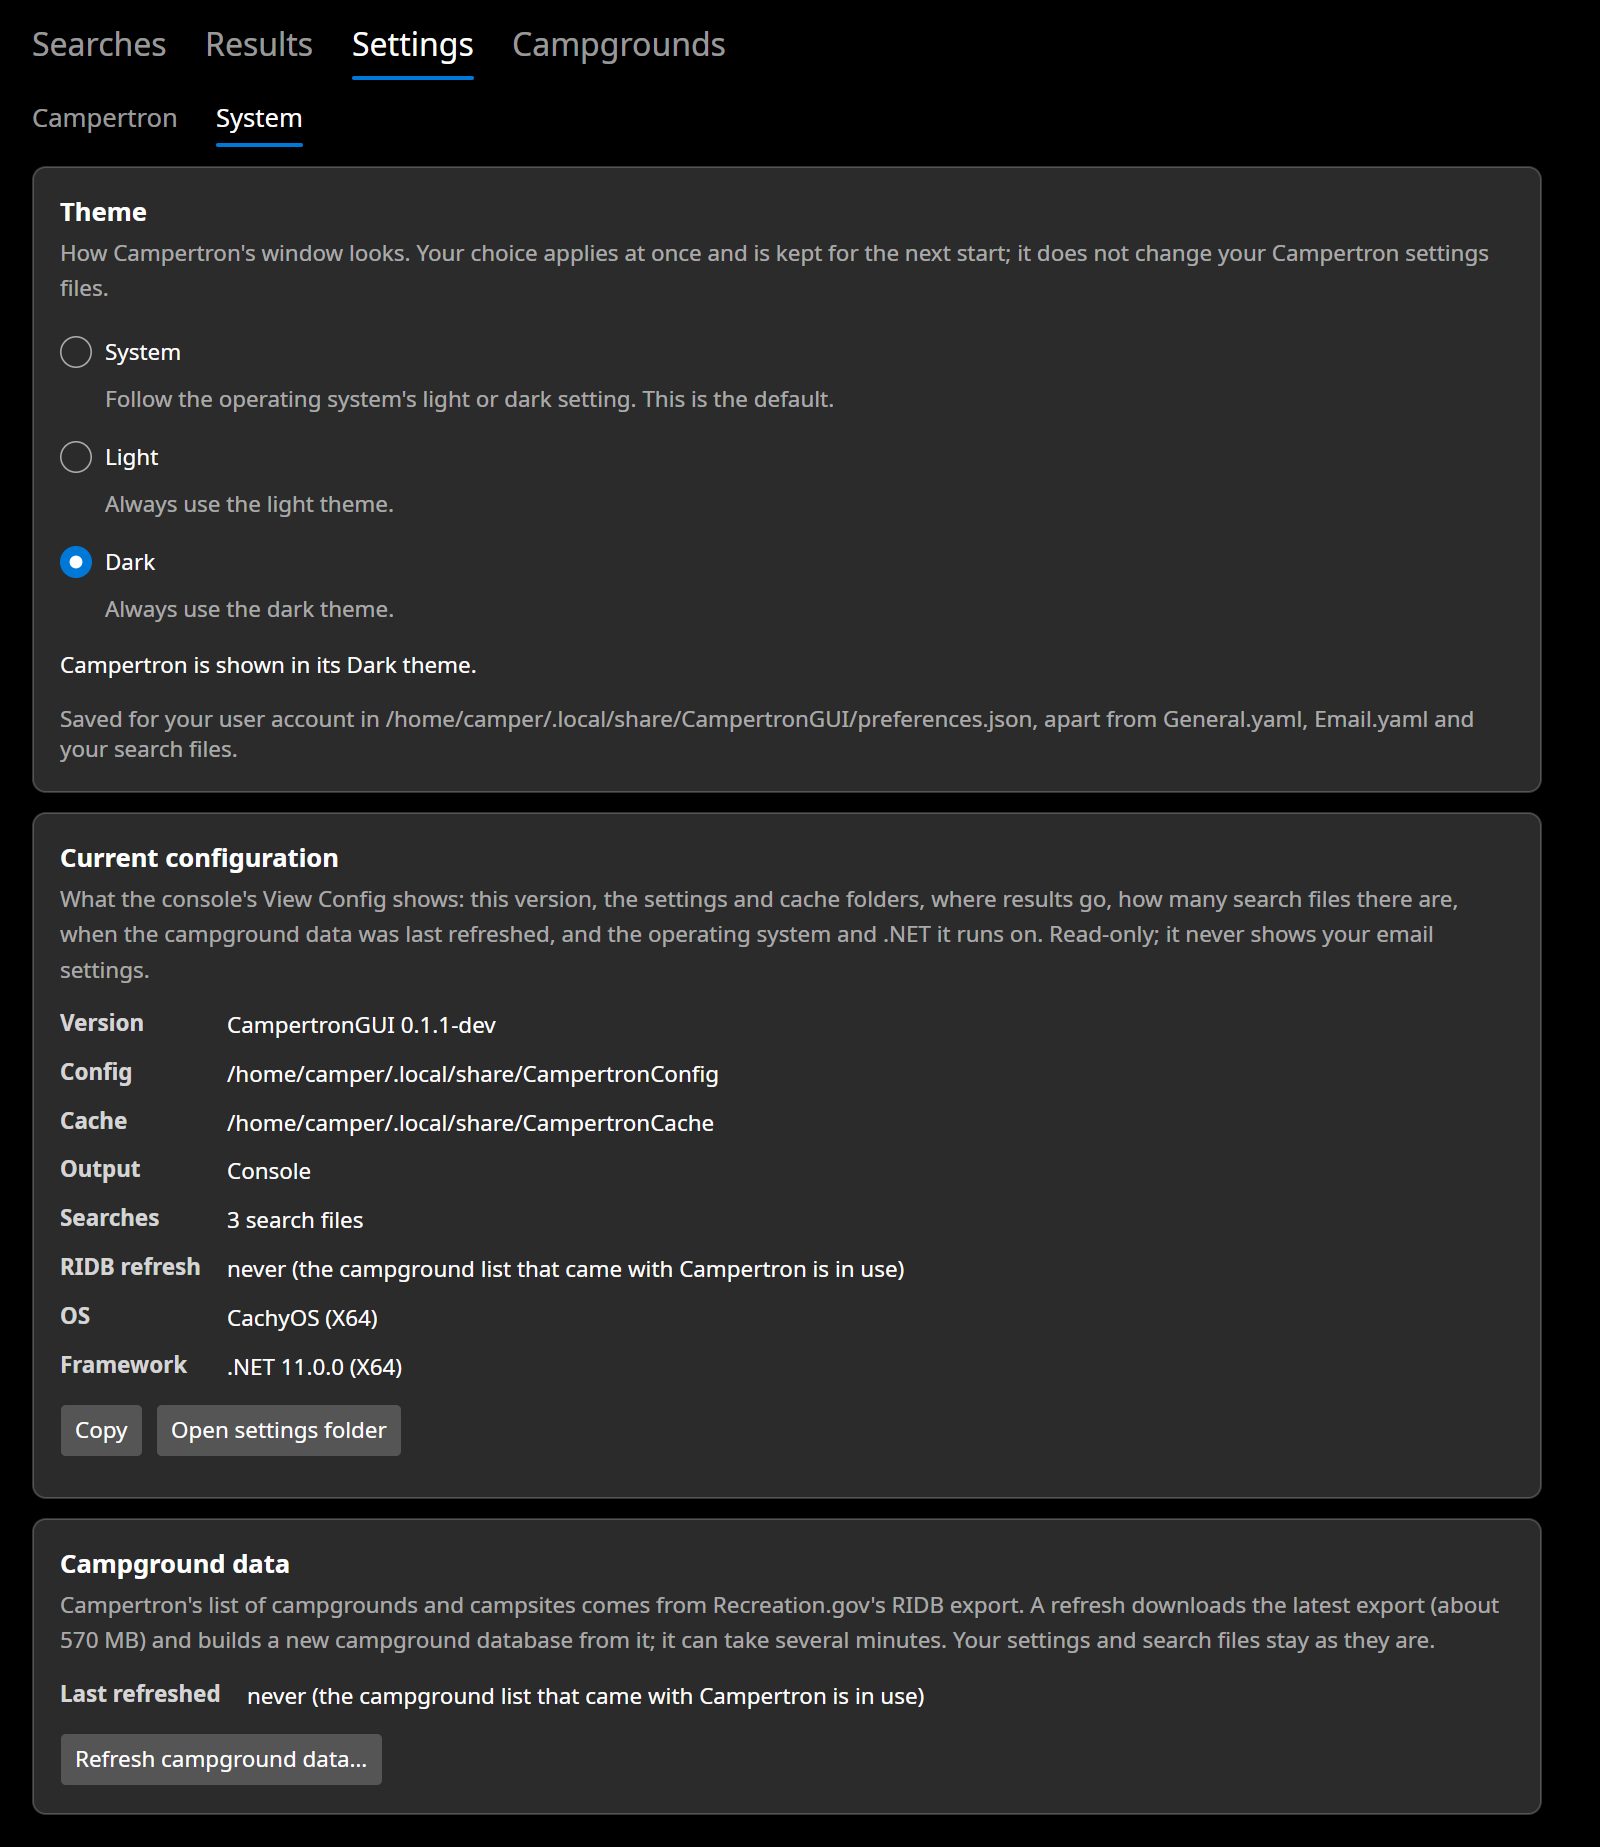 Searches Results Settings Campgrounds
Campertron System
Theme
How Campertron's window looks. Your choice applies at once and is kept for the next start; it does not change your Campertron settings
files.
System
Follow the operating system's light or dark setting. This is the default.
Light
Always use the light theme.
Dark
Always use the dark theme.
Campertron is shown in its Dark theme.
Saved for your user account in /home/camper/.local/share/CampertronGUI/preferences.json, apart from General.yaml, Email.yaml and
your search files.
Current configuration
What the console's View Config shows: this version, the settings and cache folders, where results go, how many search files there are,
when the campground data was last refreshed, and the operating system and .NET it runs on. Read-only; it never shows your email
settings.
Version CampertronGUI 0.1.1-dev
Config /home/camper/.local/share/CampertronConfig
Cache /home/camper/.local/share/CampertronCache
Output Console
Searches 3 search files
RIDB refresh never (the campground list that came with Campertron is in use)
OS CachyOS (X64)
Framework .NET 11.0.0 (X64)
Copy Open settings folder
Campground data
Campertron's list of campgrounds and campsites comes from Recreation.gov's RIDB export. A refresh downloads the latest export (about
570 MB) and builds a new campground database from it; it can take several minutes. Your settings and search files stay as they are.
Last refreshed never (the campground list that came with Campertron is in use)
Refresh campground data...